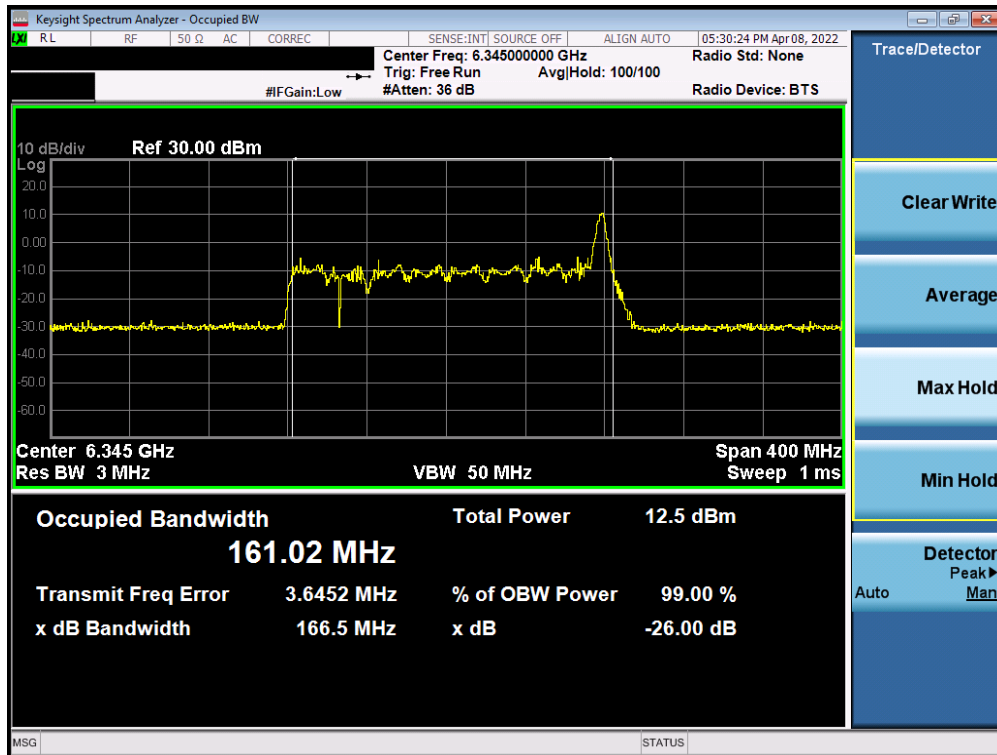 Keysight Spectrum Analyzer - Occupied BW
LXI RL RF 50 Ω AC CORREC SENSE:INT SOURCE OFF ALIGN AUTO 05:30:24 PM Apr 08, 2022
Center Freq: 6.345000000 GHz Radio Std: None
Trig: Free Run Avg|Hold: 100/100
#IFGain:Low #Atten: 36 dB Radio Device: BTS
Trace/Detector
10 dB/div Ref 30.00 dBm
Log
20.0
10.0
0.00
-10.0
-20.0
-30.0
-40.0
-50.0
-60.0
Center 6.345 GHz Span 400 MHz
Res BW 3 MHz VBW 50 MHz Sweep 1 ms
Occupied Bandwidth Total Power 12.5 dBm
161.02 MHz
Transmit Freq Error 3.6452 MHz % of OBW Power 99.00 %
x dB Bandwidth 166.5 MHz x dB -26.00 dB
Clear Write
Average
Max Hold
Min Hold
Detector
Peak▶
Auto Man
MSG STATUS